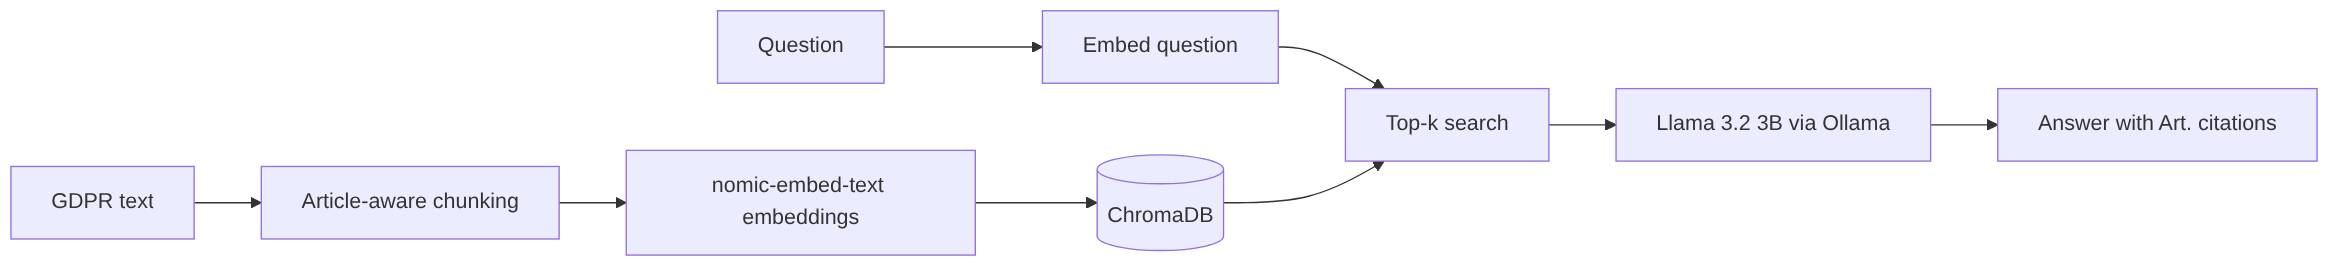 Question
Embed question
Top-k search
Llama 3.2 3B via Ollama
Answer with Art. citations
GDPR text
Article-aware chunking
nomic-embed-text
embeddings
ChromaDB